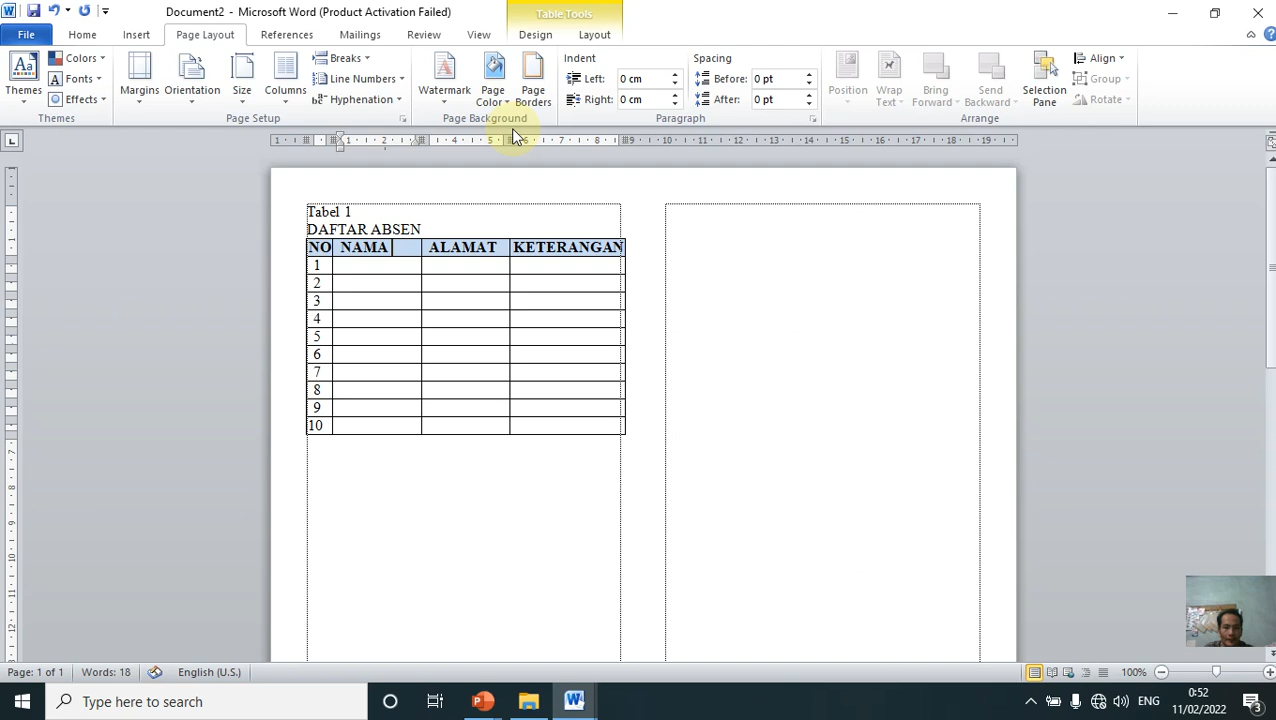 Document2 - Microsoft Word (Product Activation Failed)
Table Tools
File Home Insert Page Layout References Mailings Review View Design Layout
Themes
Colors
Fonts
Effects
Themes
Margins
Orientation
Size
Columns
Breaks
Line Numbers
Hyphenation
Page Setup
Watermark
Page Color
Page Borders
Page Background
Indent
Left: 0 cm
Right: 0 cm
Spacing
Before: 0 pt
After: 0 pt
Paragraph
Position
Wrap Text
Bring Forward
Send Backward
Selection Pane
Align
Group
Rotate
Arrange
Tabel 1
DAFTAR ABSEN
NO NAMA ALAMAT KETERANGAN
1
2
3
4
5
6
7
8
9
10
Page: 1 of 1 Words: 18 English (U.S.) 100%
Type here to search
ENG
0:52
11/02/2022
3